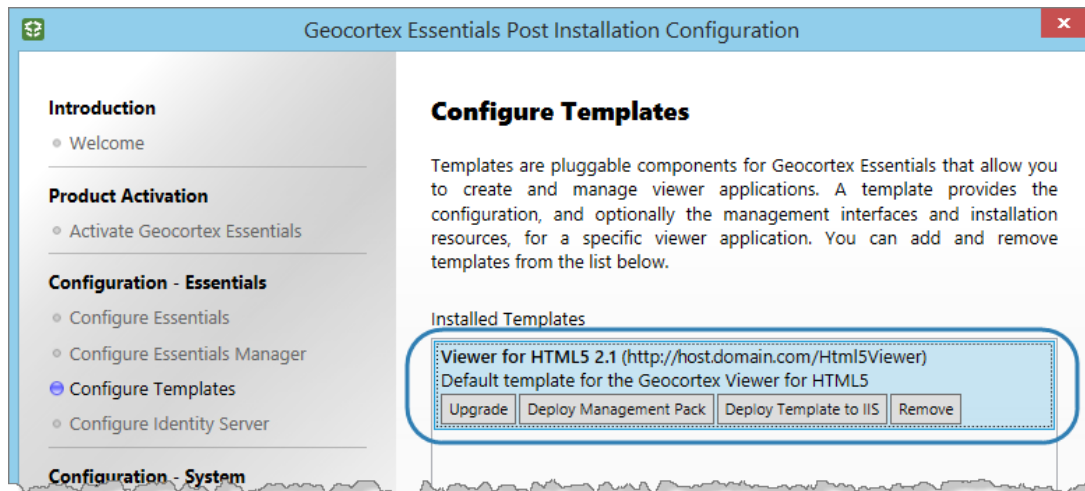 Geocortex Essentials Post Installation Configuration
x
Introduction
Welcome
Product Activation
Activate Geocortex Essentials
Configuration - Essentials
Configure Essentials
Configure Essentials Manager
Configure Templates
Configure Identity Server
Configuration - System
Configure Templates
Templates are pluggable components for Geocortex Essentials that allow you
to create and manage viewer applications. A template provides the
configuration, and optionally the management interfaces and installation
resources, for a specific viewer application. You can add and remove
templates from the list below.
Installed Templates
Viewer for HTML5 2.1 (http://host.domain.com/Html5Viewer)
Default template for the Geocortex Viewer for HTML5
Upgrade Deploy Management Pack Deploy Template to IIS Remove